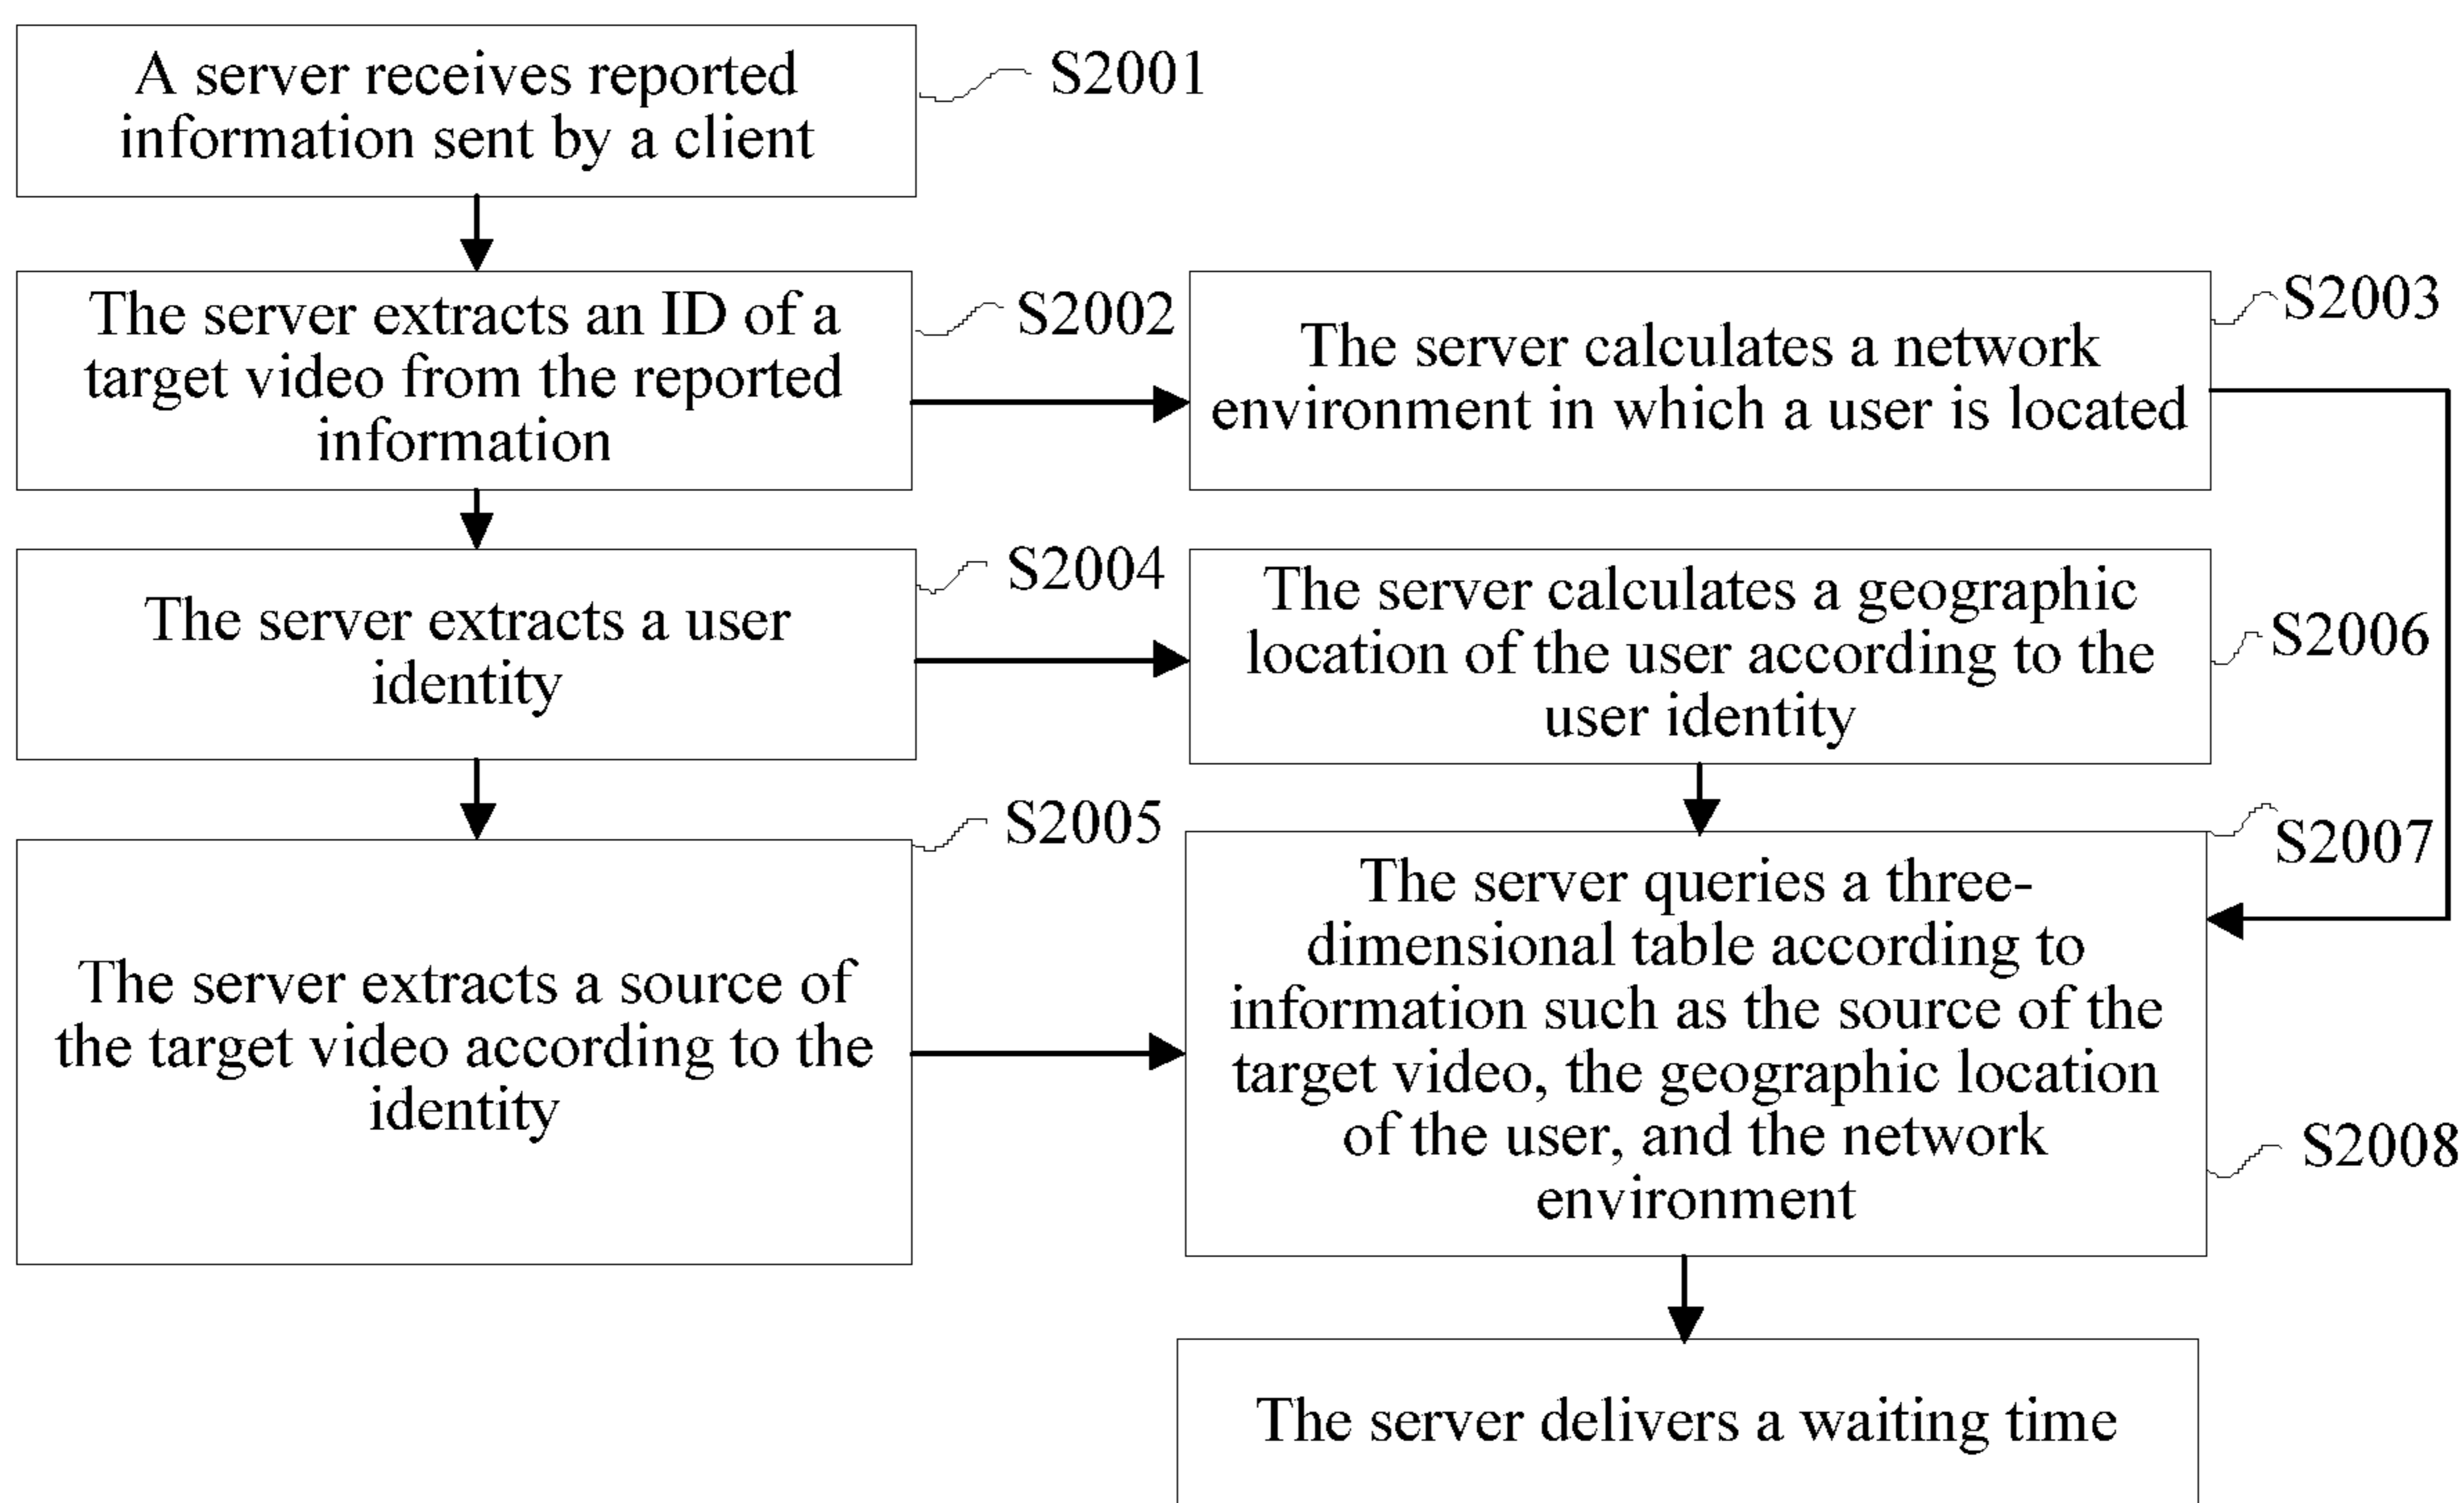 A server receives reported
information sent by a client
S2001
The server extracts an ID of a
target video from the reported
information
S2002
The server calculates a network
environment in which a user is located
S2003
The server extracts a user
identity
S2004
The server calculates a geographic
location of the user according to the
user identity
S2006
The server extracts a source of
the target video according to the
identity
S2005
The server queries a three-
dimensional table according to
information such as the source of the
target video, the geographic location
of the user, and the network
environment
S2007
S2008
The server delivers a waiting time